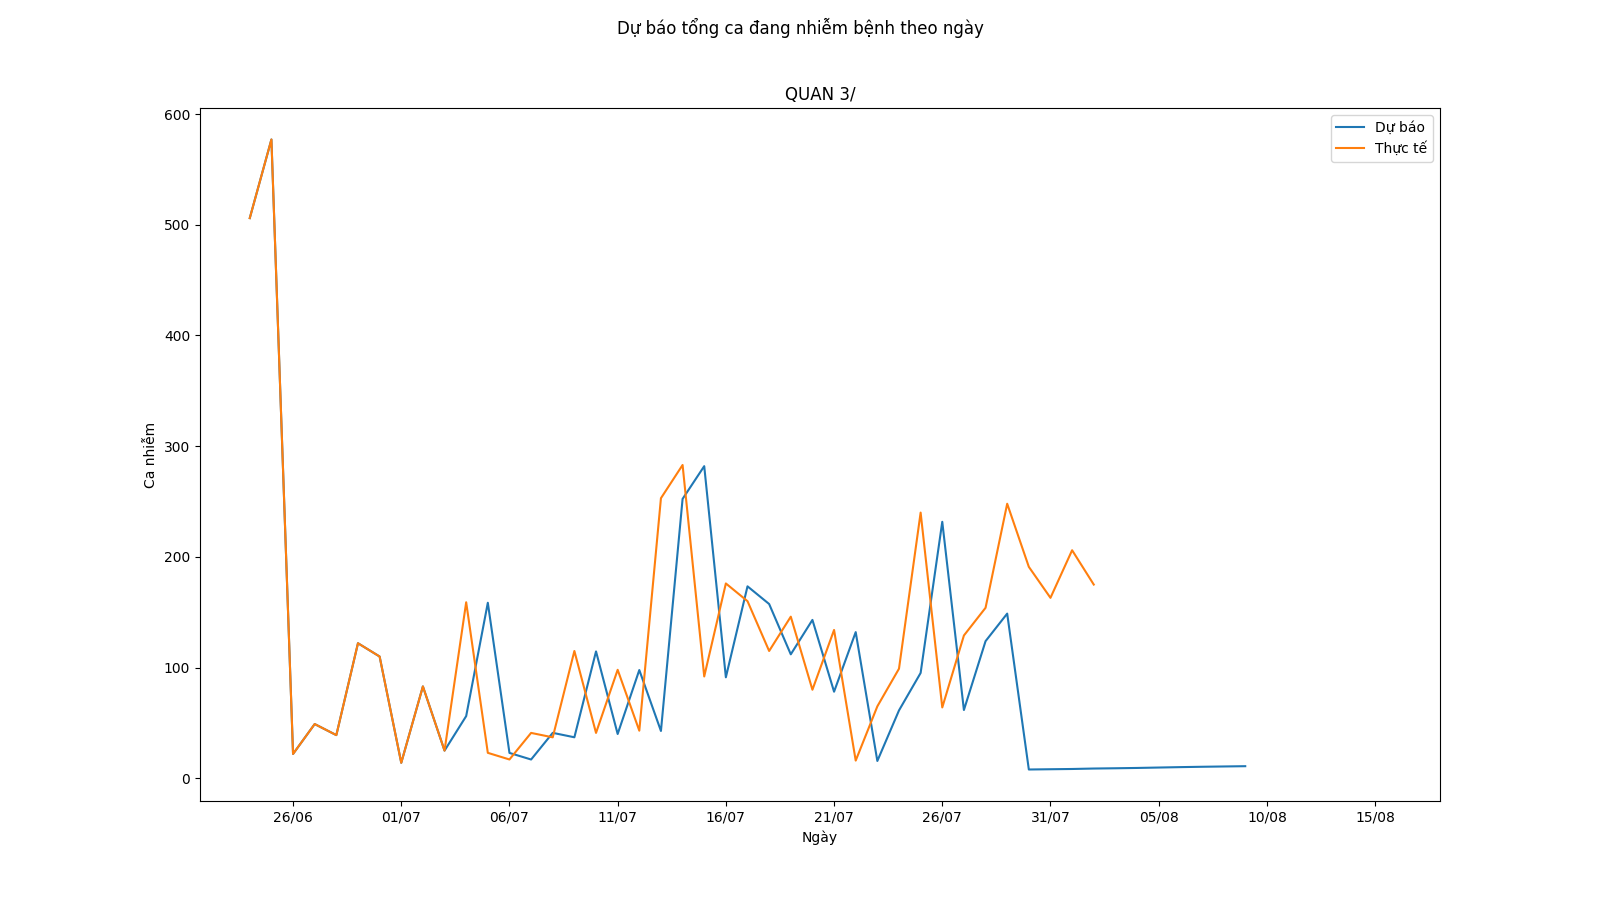 Dự báo tổng ca đang nhiễm bệnh theo ngày
QUAN 3/
Dự báo
Thực tế
Ca nhiễm
600
500
400
300
200
100
0
26/06 01/07 06/07 11/07 16/07 21/07 26/07 31/07 05/08 10/08 15/08
Ngày